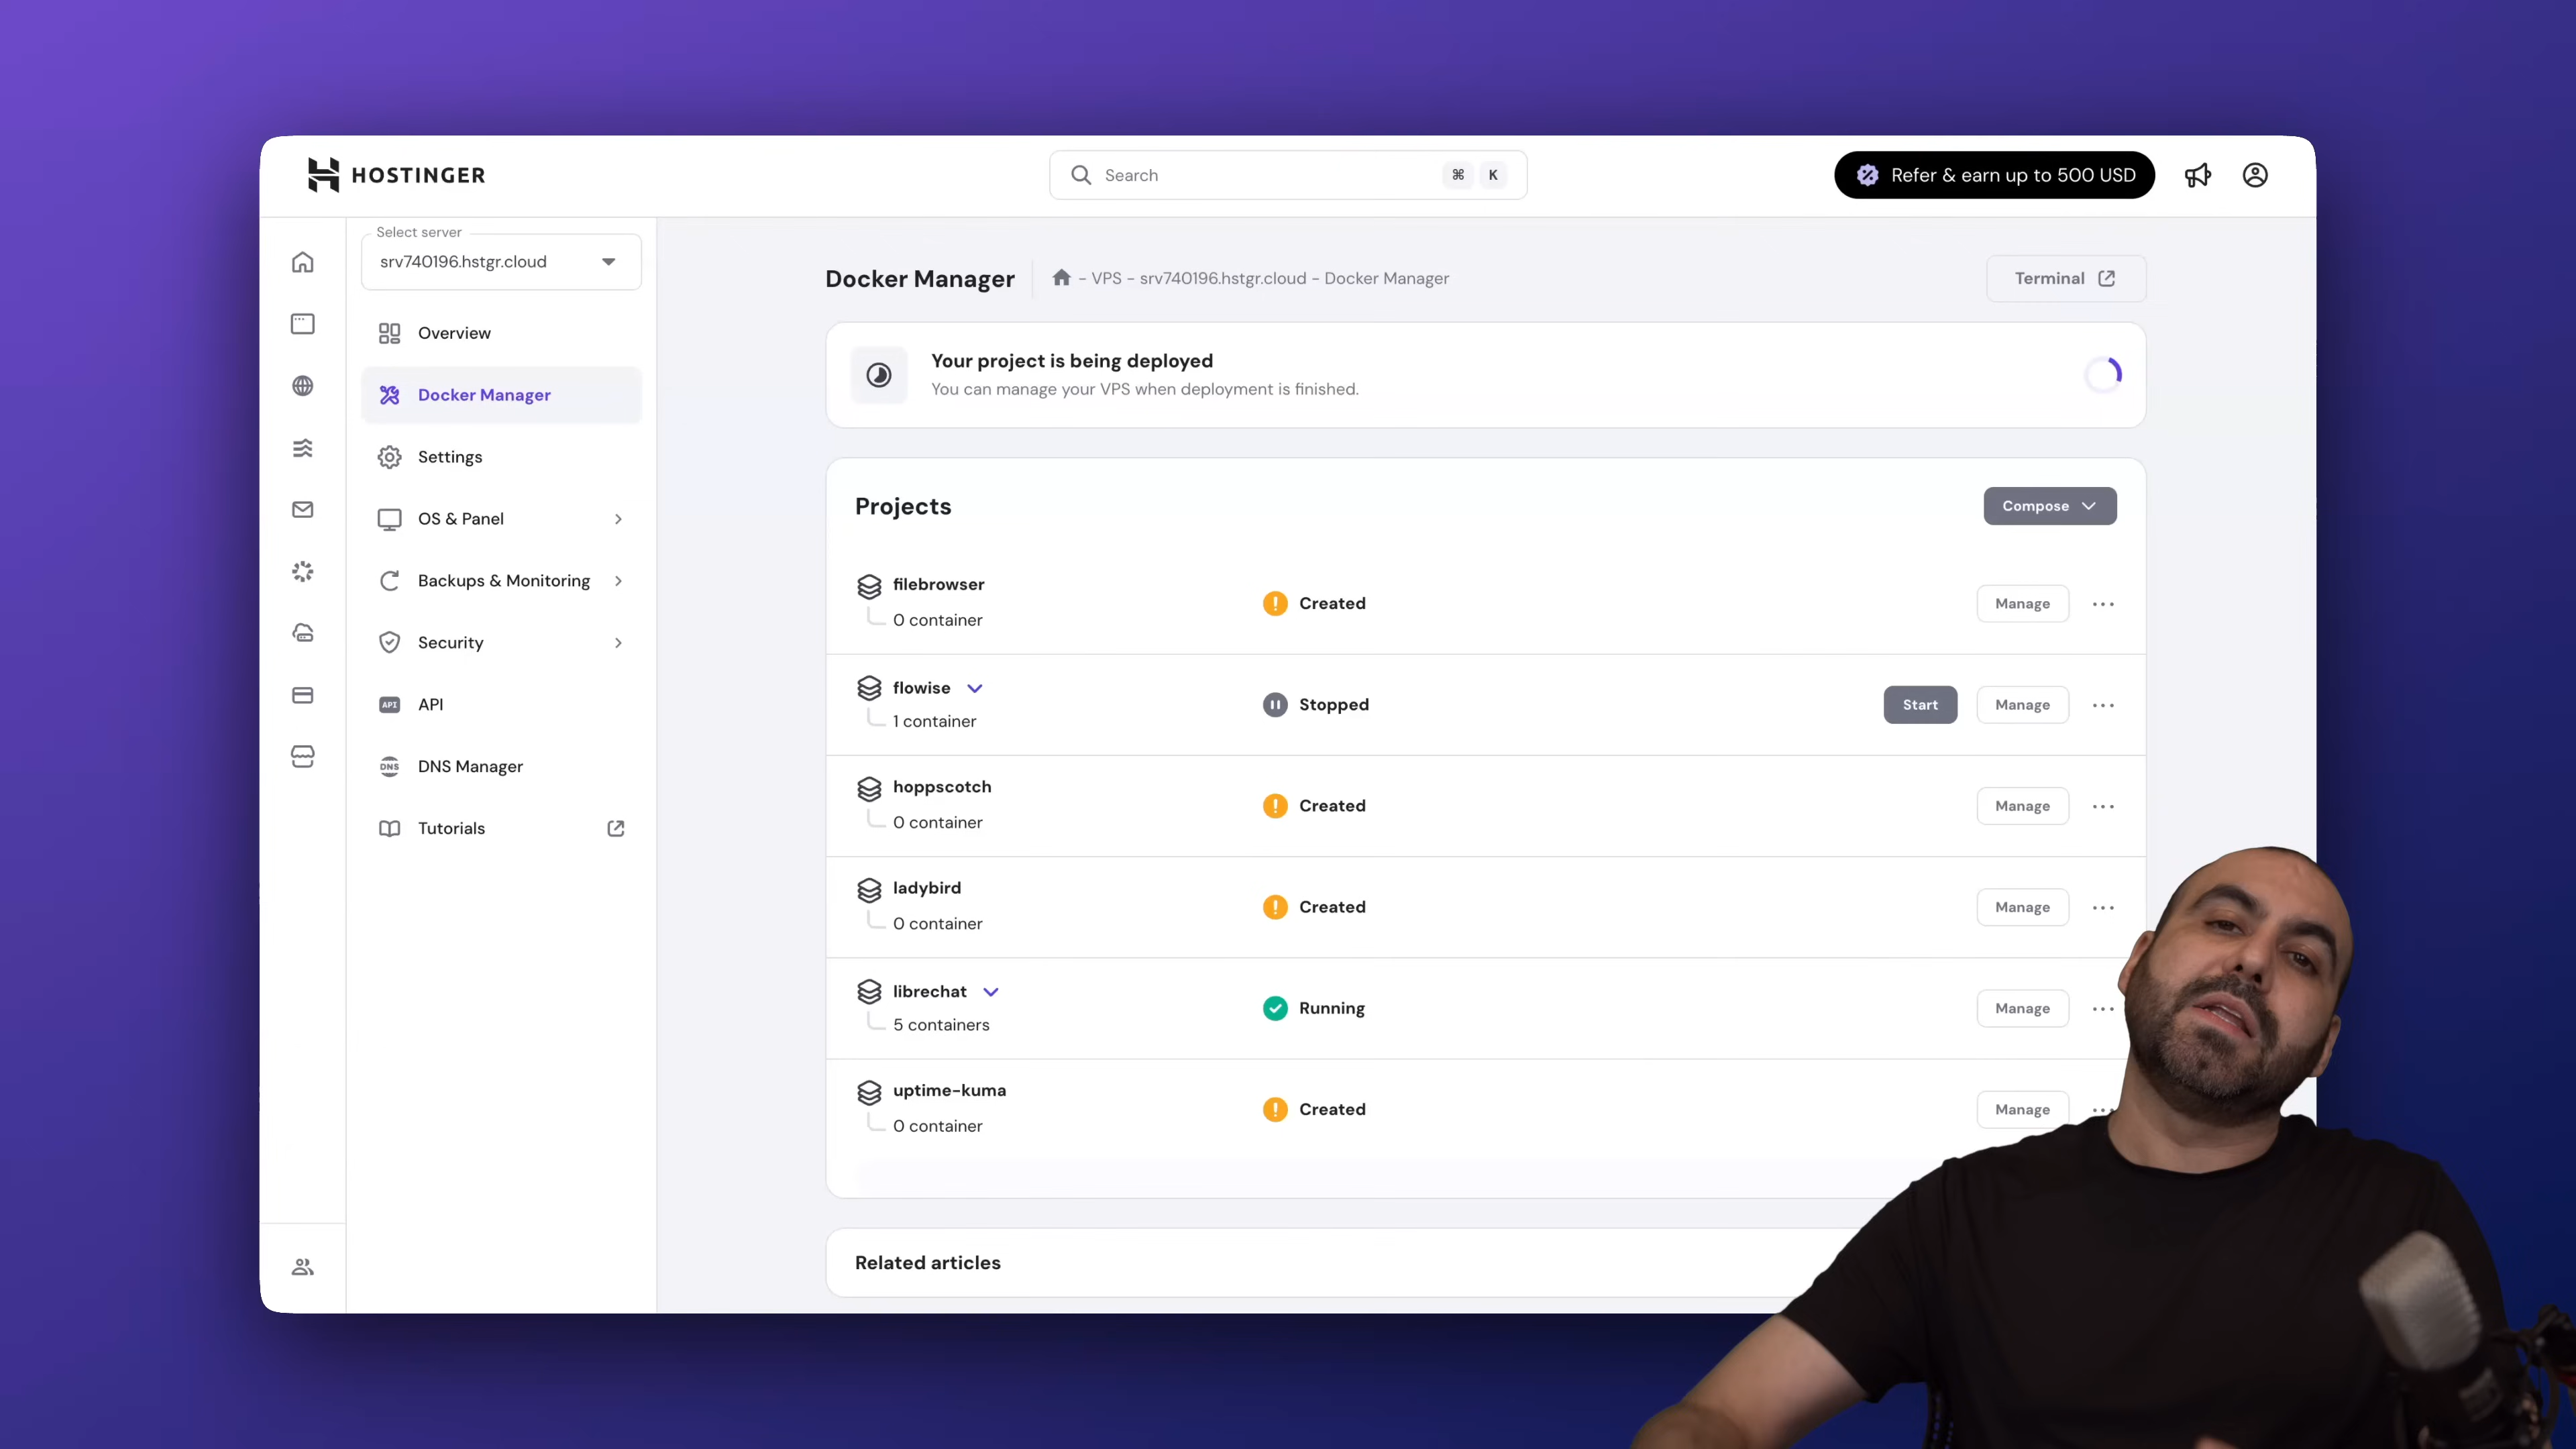 HOSTINGER
Search
⌘ K
Refer & earn up to 500 USD
Select server
srv740196.hstgr.cloud
Overview
Docker Manager
Settings
OS & Panel
Backups & Monitoring
Security
API
API
DNS
DNS Manager
Tutorials
Docker Manager
- VPS - srv740196.hstgr.cloud - Docker Manager
Terminal
Your project is being deployed
You can manage your VPS when deployment is finished.
Projects
Compose
filebrowser
0 container
Created
Manage
flowise
1 container
Stopped
Start
Manage
hoppscotch
0 container
Created
Manage
ladybird
0 container
Created
Manage
librechat
5 containers
Running
Manage
uptime-kuma
0 container
Created
Manage
Related articles